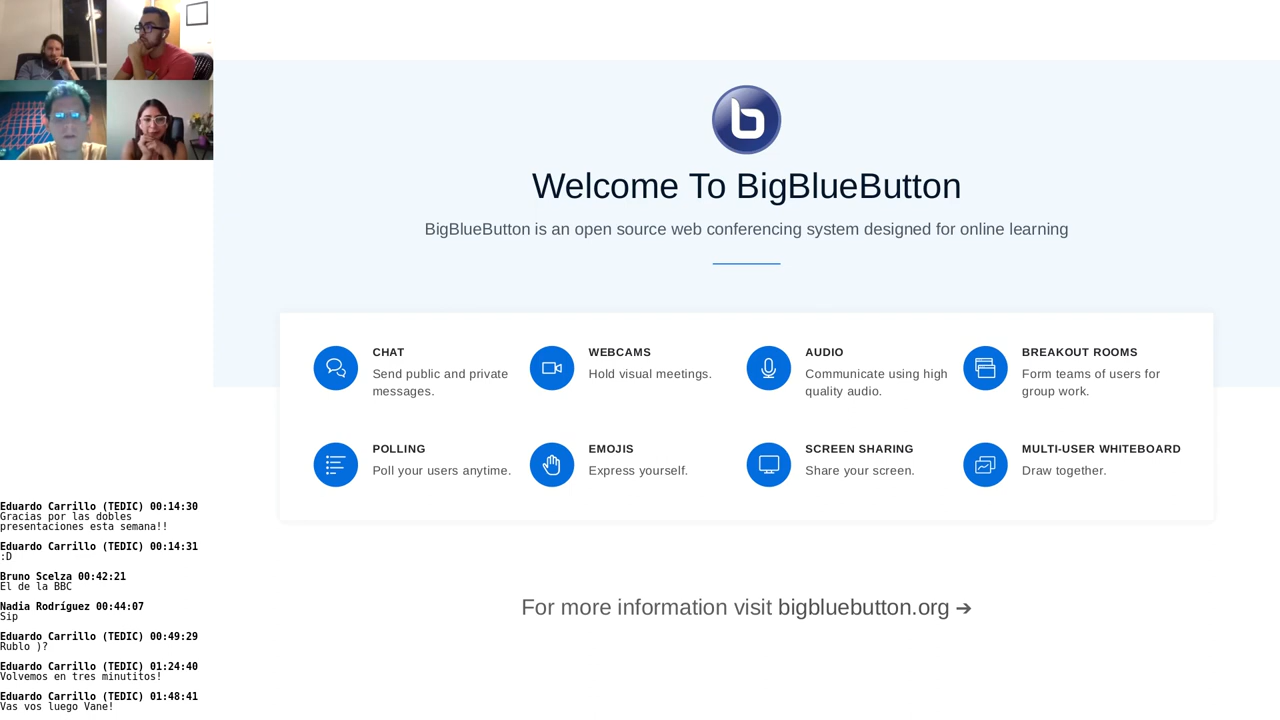 Welcome To BigBlueButton
BigBlueButton is an open source web conferencing system designed for online learning
CHAT
Send public and private
messages.
WEBCAMS
Hold visual meetings.
AUDIO
Communicate using high
quality audio.
BREAKOUT ROOMS
Form teams of users for
group work.
POLLING
Poll your users anytime.
EMOJIS
Express yourself.
SCREEN SHARING
Share your screen.
MULTI-USER WHITEBOARD
Draw together.
For more information visit bigbluebutton.org ➔
Eduardo Carrillo (TEDIC) 00:14:30
Gracias por las dobles
presentaciones esta semana!!
Eduardo Carrillo (TEDIC) 00:14:31
:D
Bruno Scelza 00:42:21
El de la BBC
Nadia Rodríguez 00:44:07
Sip
Eduardo Carrillo (TEDIC) 00:49:29
Rublo )?
Eduardo Carrillo (TEDIC) 01:24:40
Volvemos en tres minutitos!
Eduardo Carrillo (TEDIC) 01:48:41
Vas vos luego Vane!